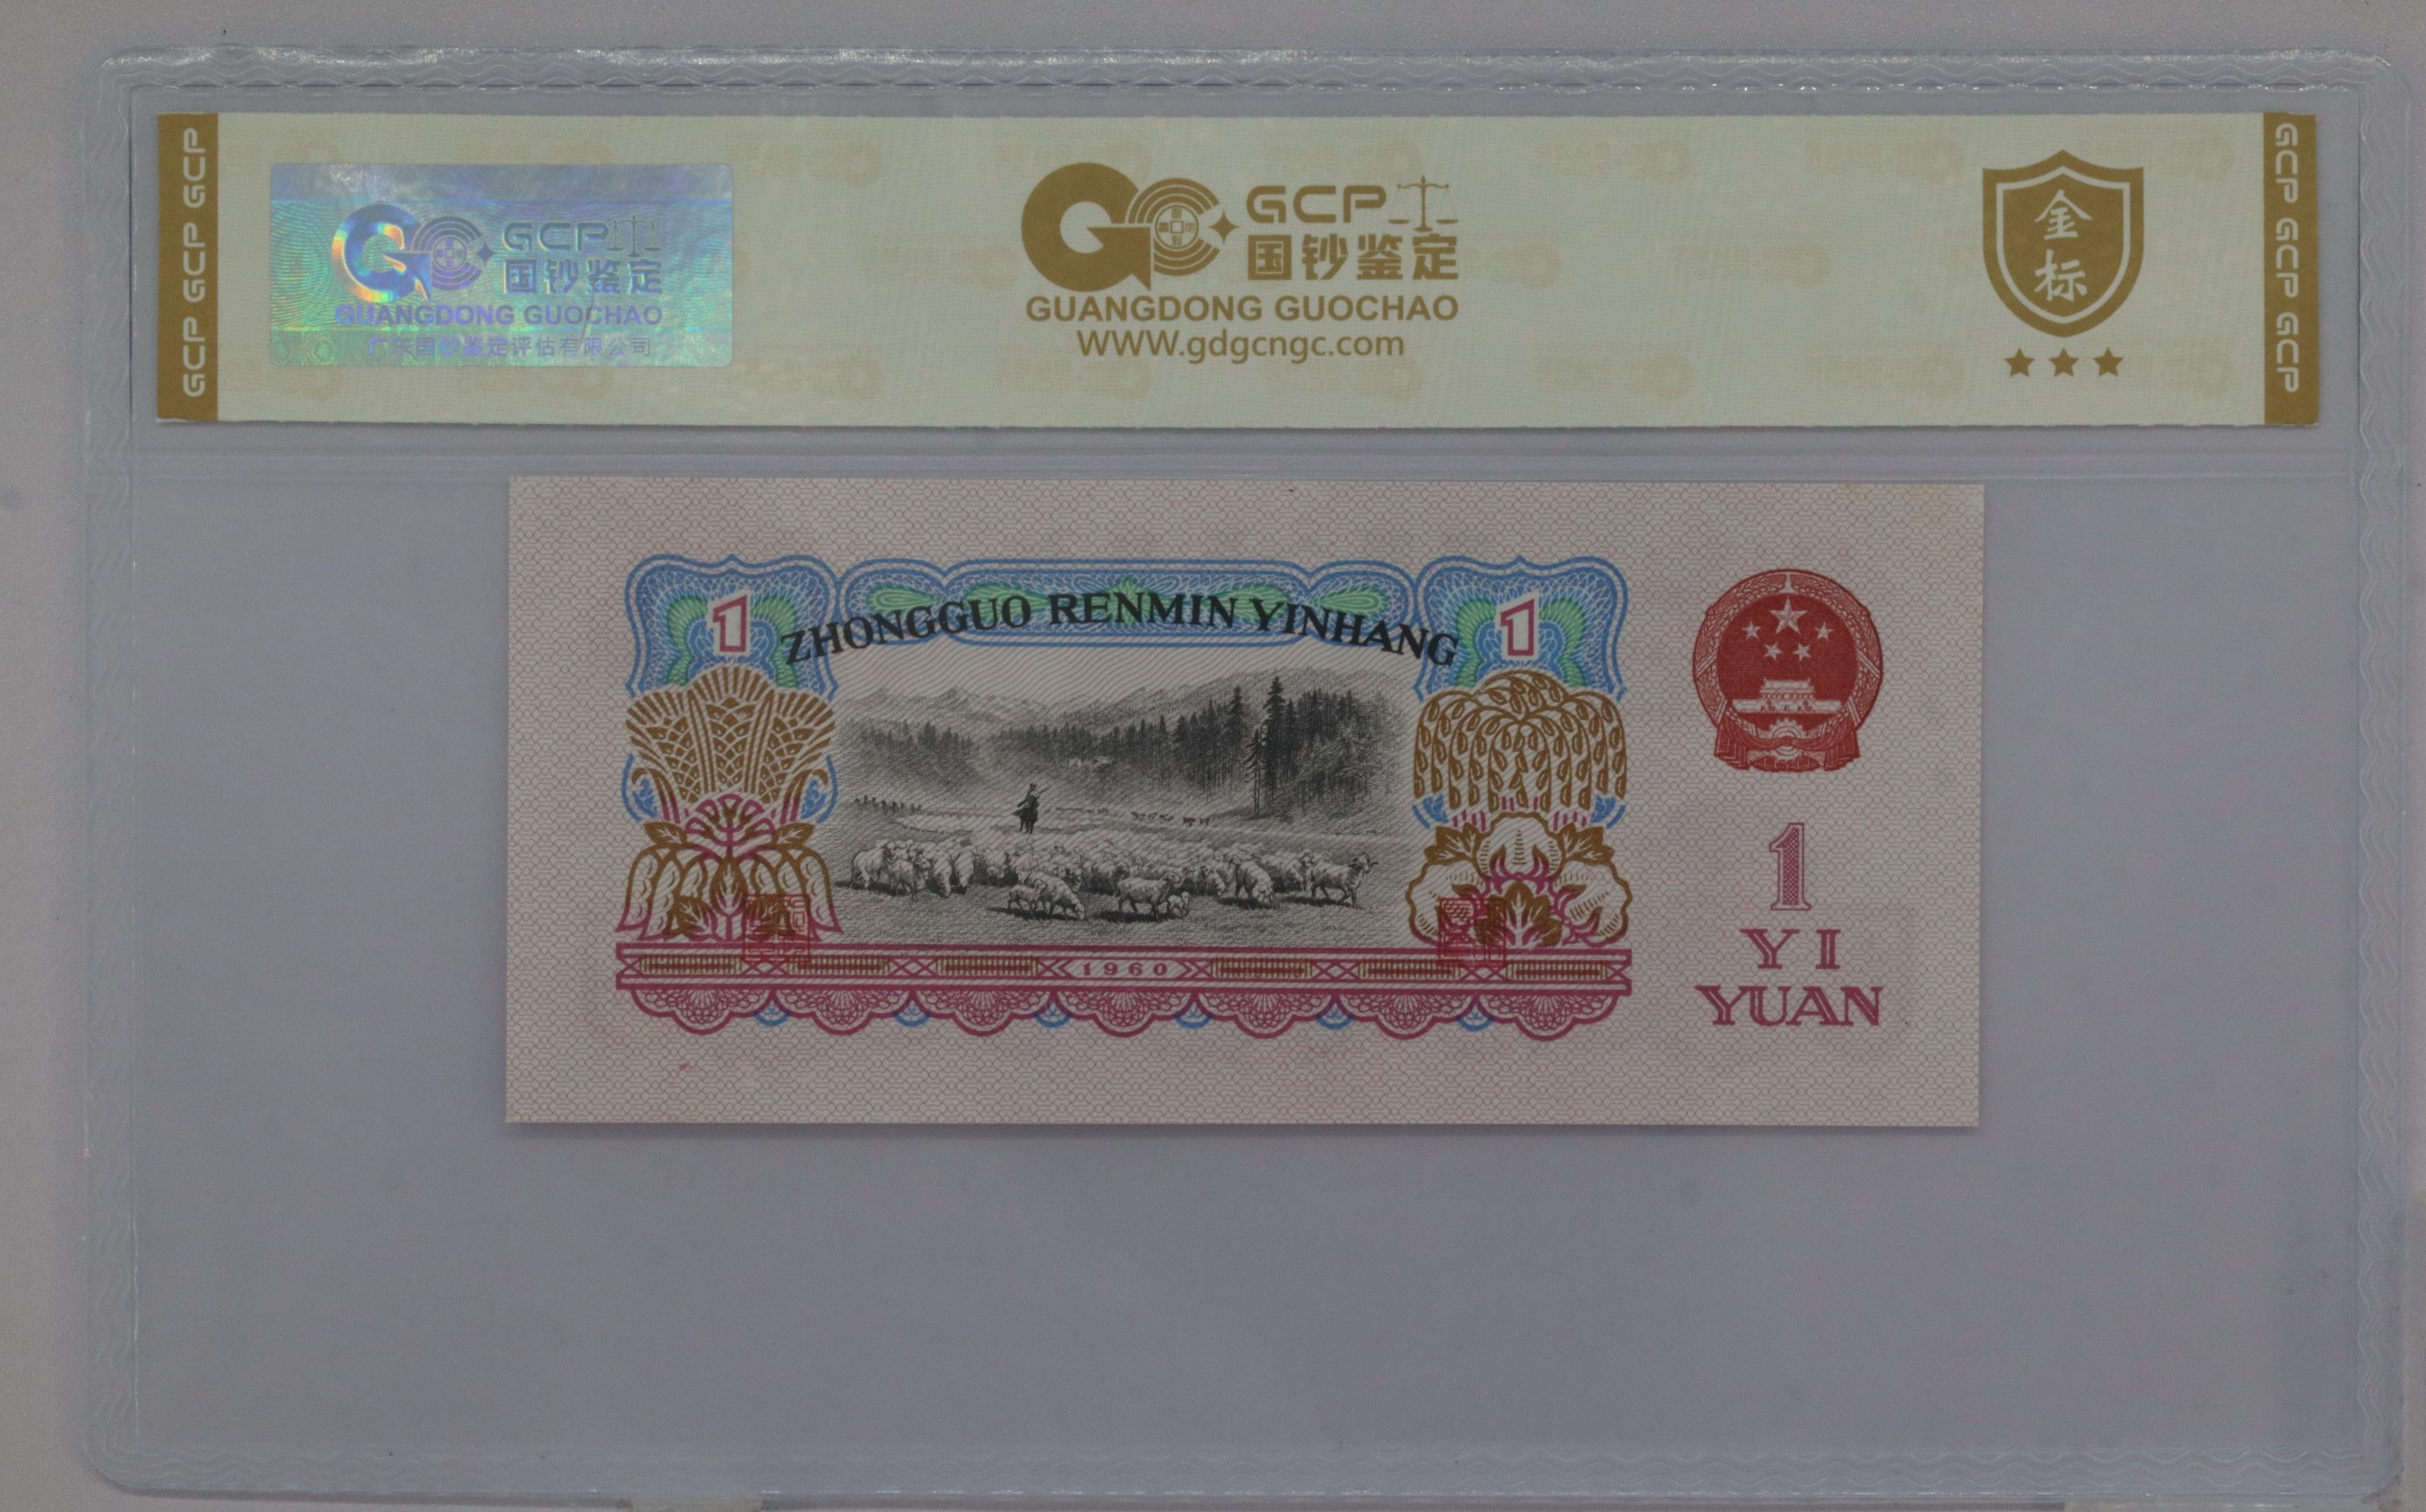 GCP GCP GCP
GCP
国钞鉴定
GUANGDONG GUOCHAO
广东国钞鉴定评估有限公司
GCP
国钞鉴定
GUANGDONG GUOCHAO
WWW.gdgcngc.com
金标
GCP GCP GCP
1
ZHONGGUO RENMIN YINHANG
1
1960
1
YI
YUAN